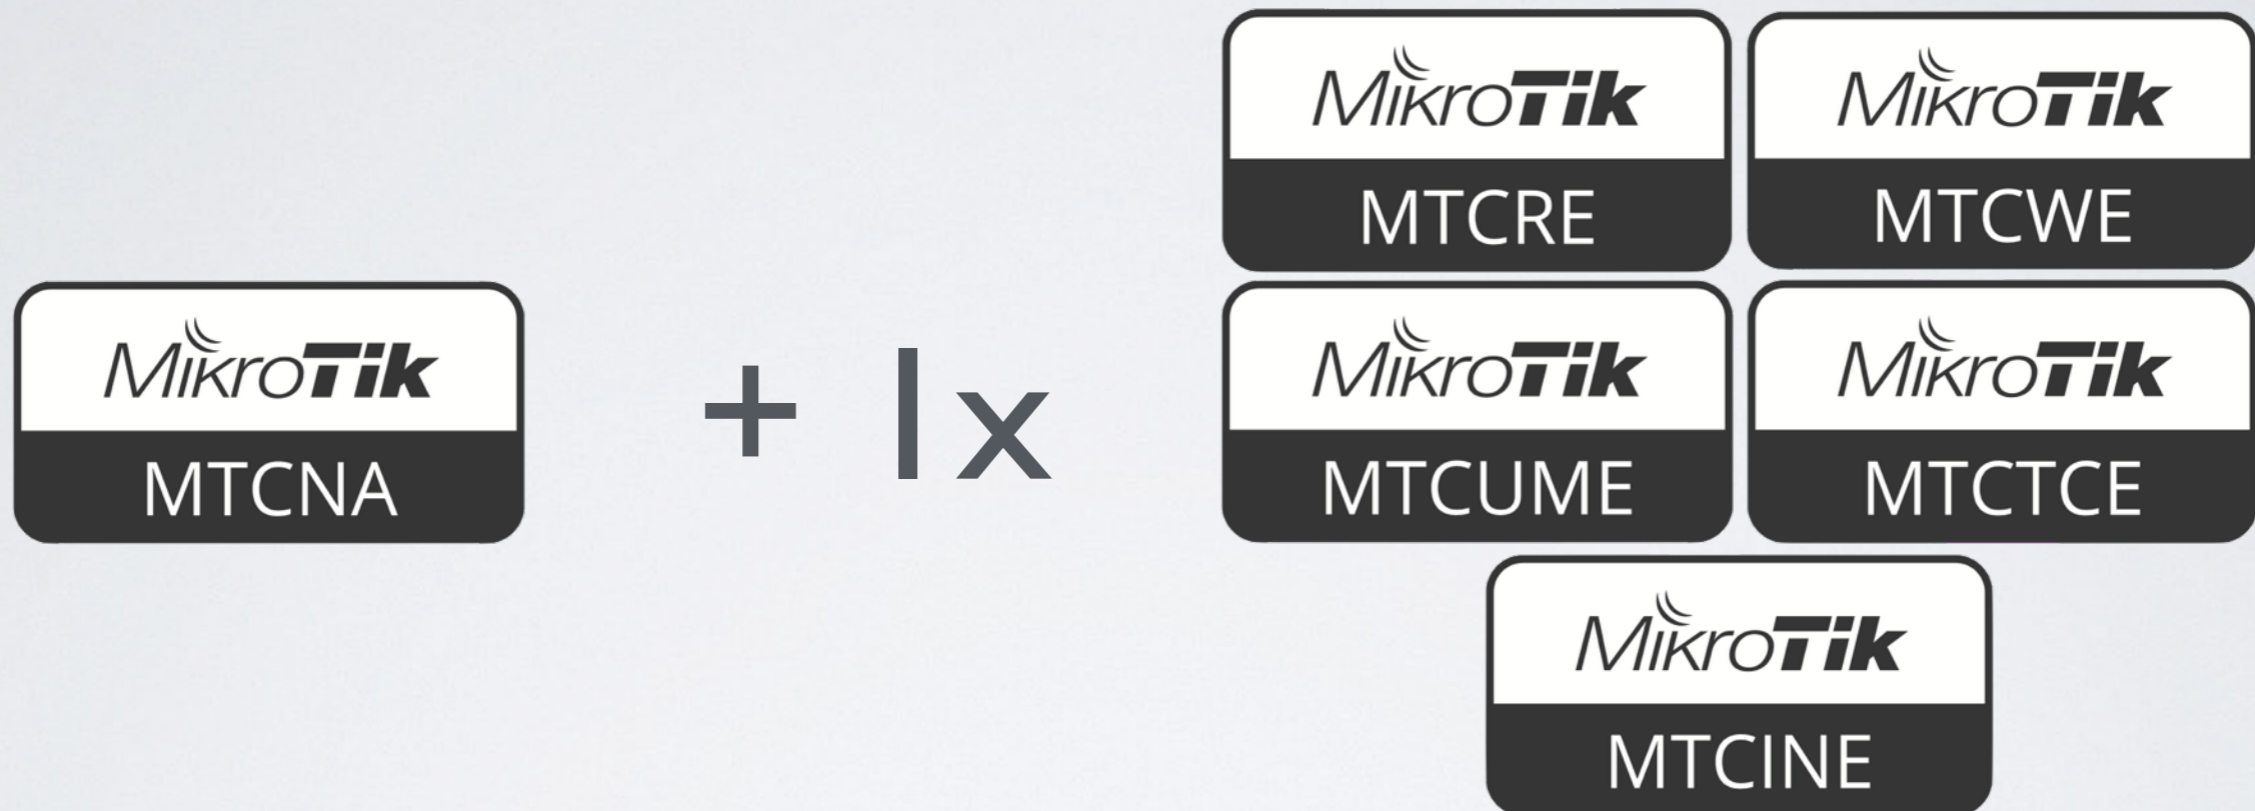 MikroTik
MTCNA
+ 1x
MikroTik
MTCRE
MikroTik
MTCWE
MikroTik
MTCUME
MikroTik
MTCTCE
MikroTik
MTCINE